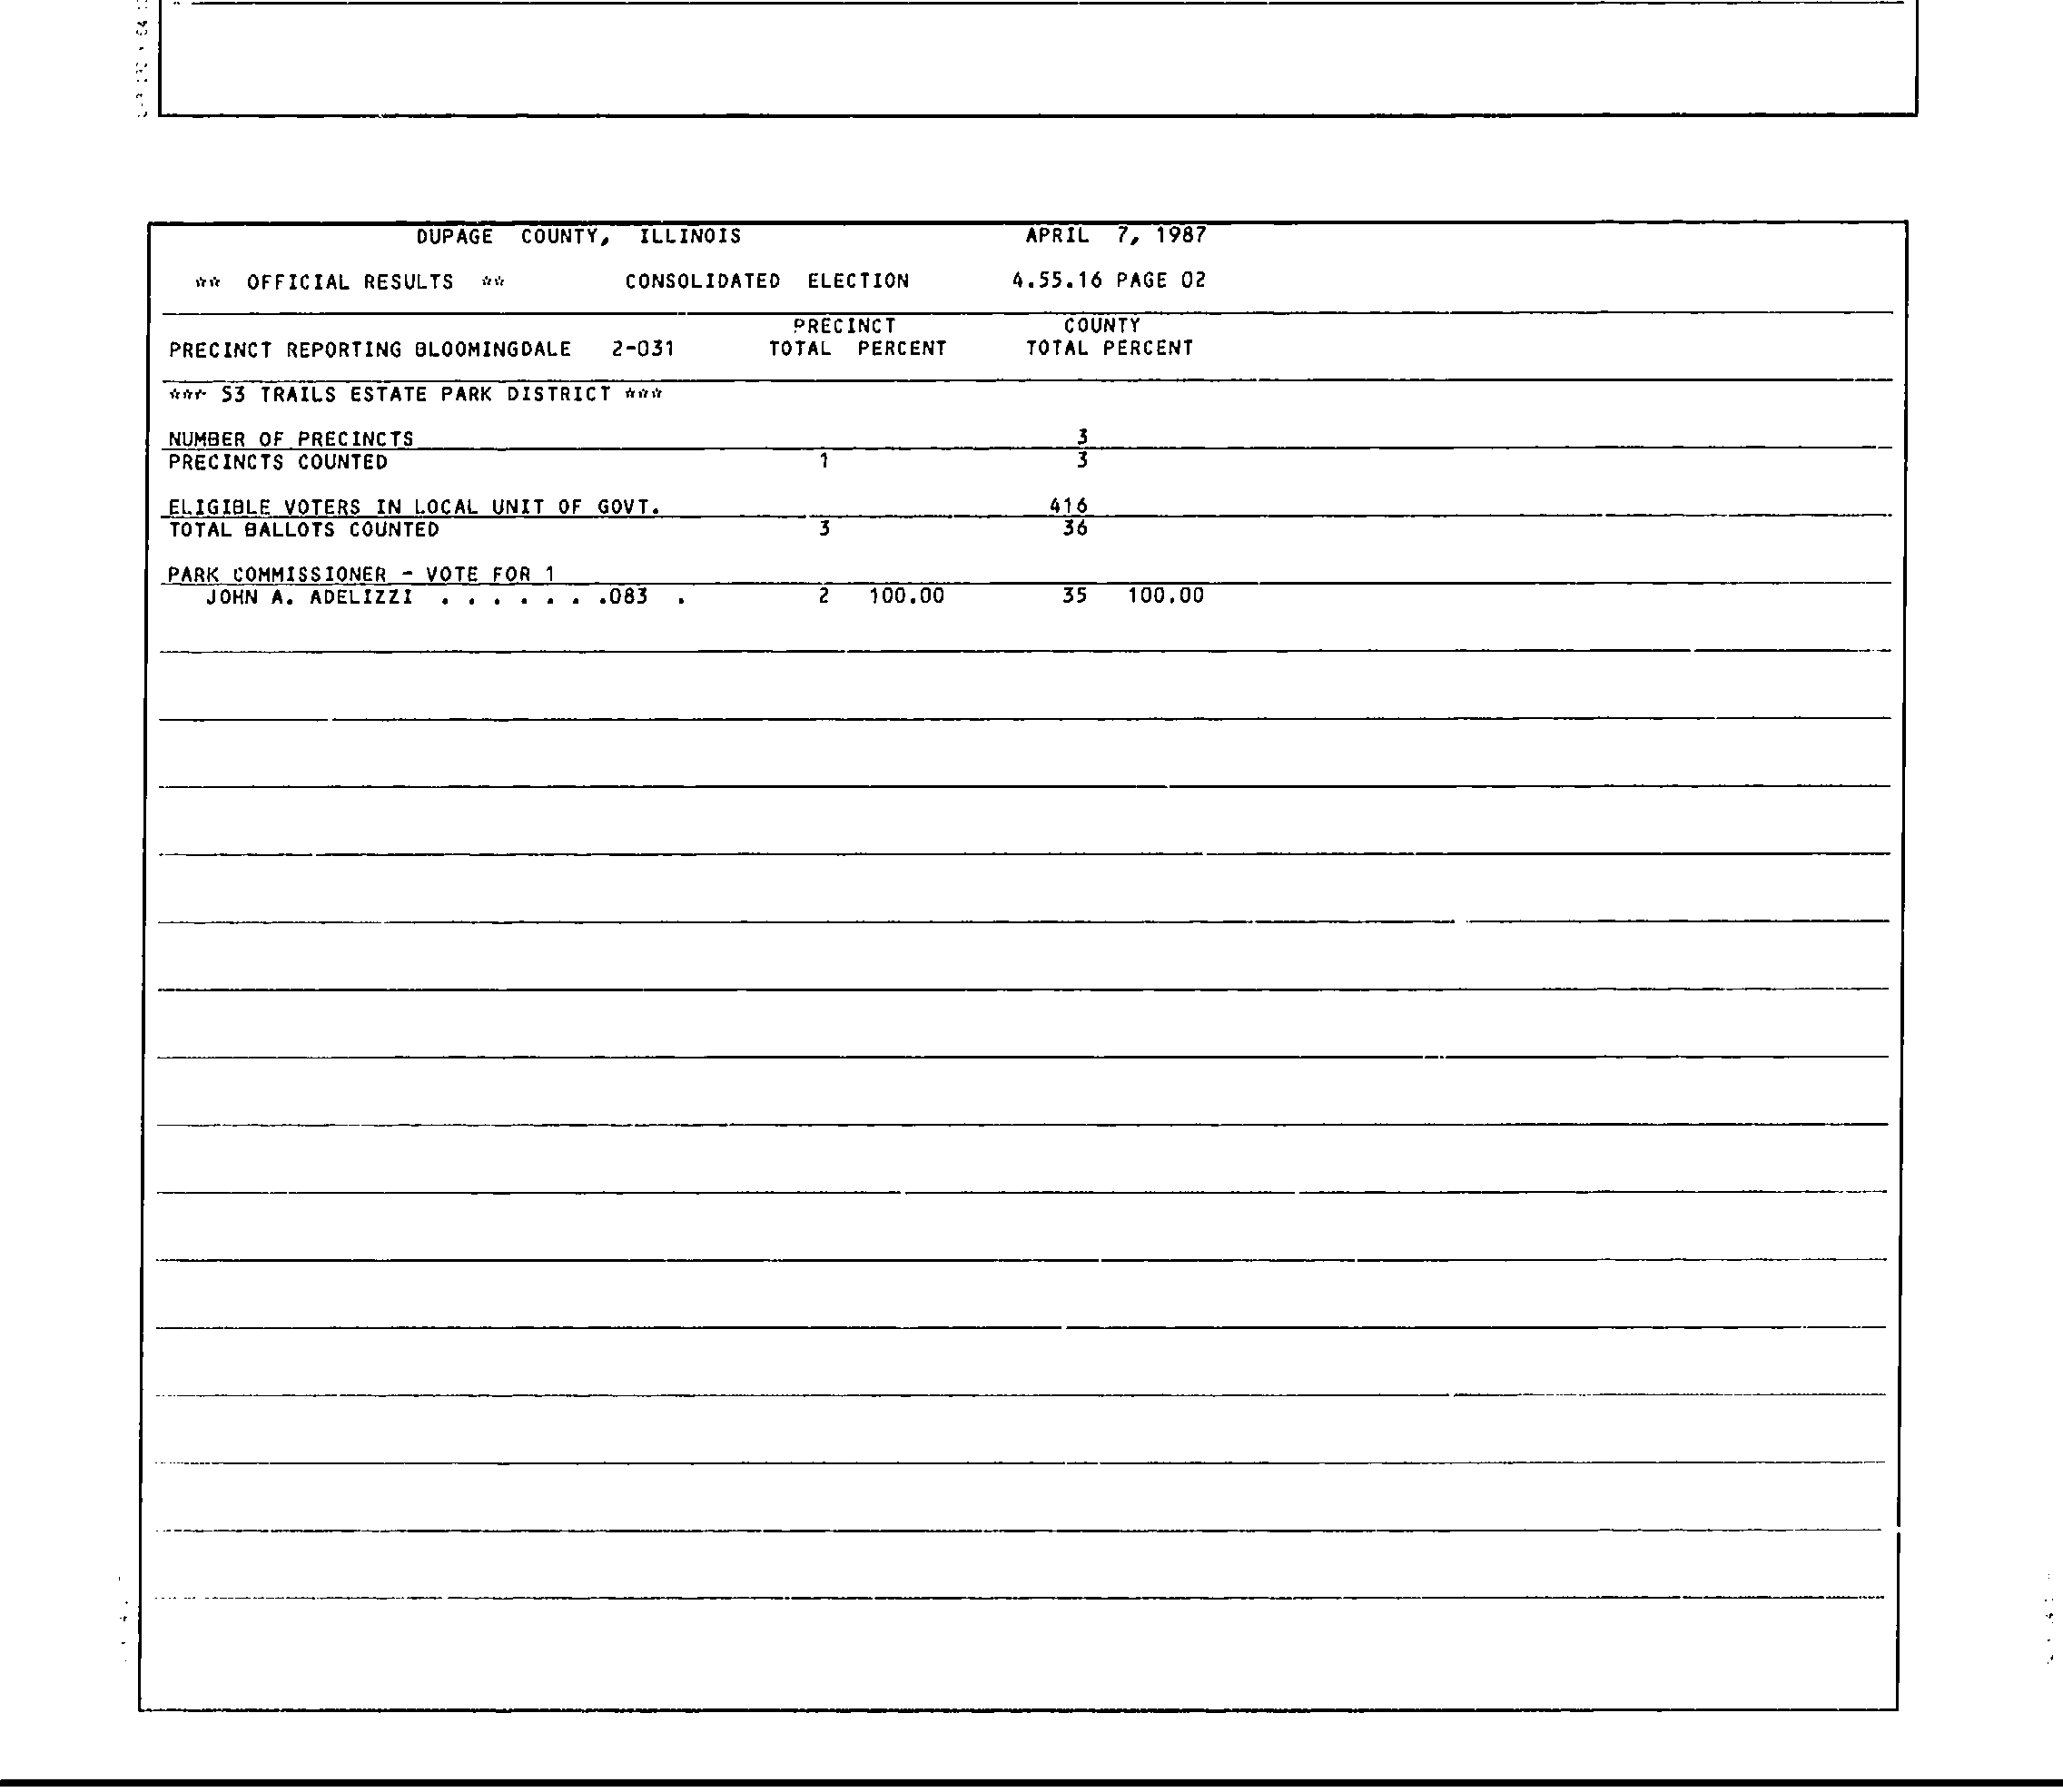 DUPAGE COUNTY, ILLINOIS APRIL 7, 1987
** OFFICIAL RESULTS ** CONSOLIDATED ELECTION 4.55.16 PAGE 02
PRECINCT COUNTY
PRECINCT REPORTING BLOOMINGDALE 2-031 TOTAL PERCENT TOTAL PERCENT
*** 53 TRAILS ESTATE PARK DISTRICT ***
NUMBER OF PRECINCTS 3
PRECINCTS COUNTED 1 3
ELIGIBLE VOTERS IN LOCAL UNIT OF GOVT. 416
TOTAL BALLOTS COUNTED 3 36
PARK COMMISSIONER - VOTE FOR 1
JOHN A. ADELIZZI . . . . . . .083 . 2 100.00 35 100.00